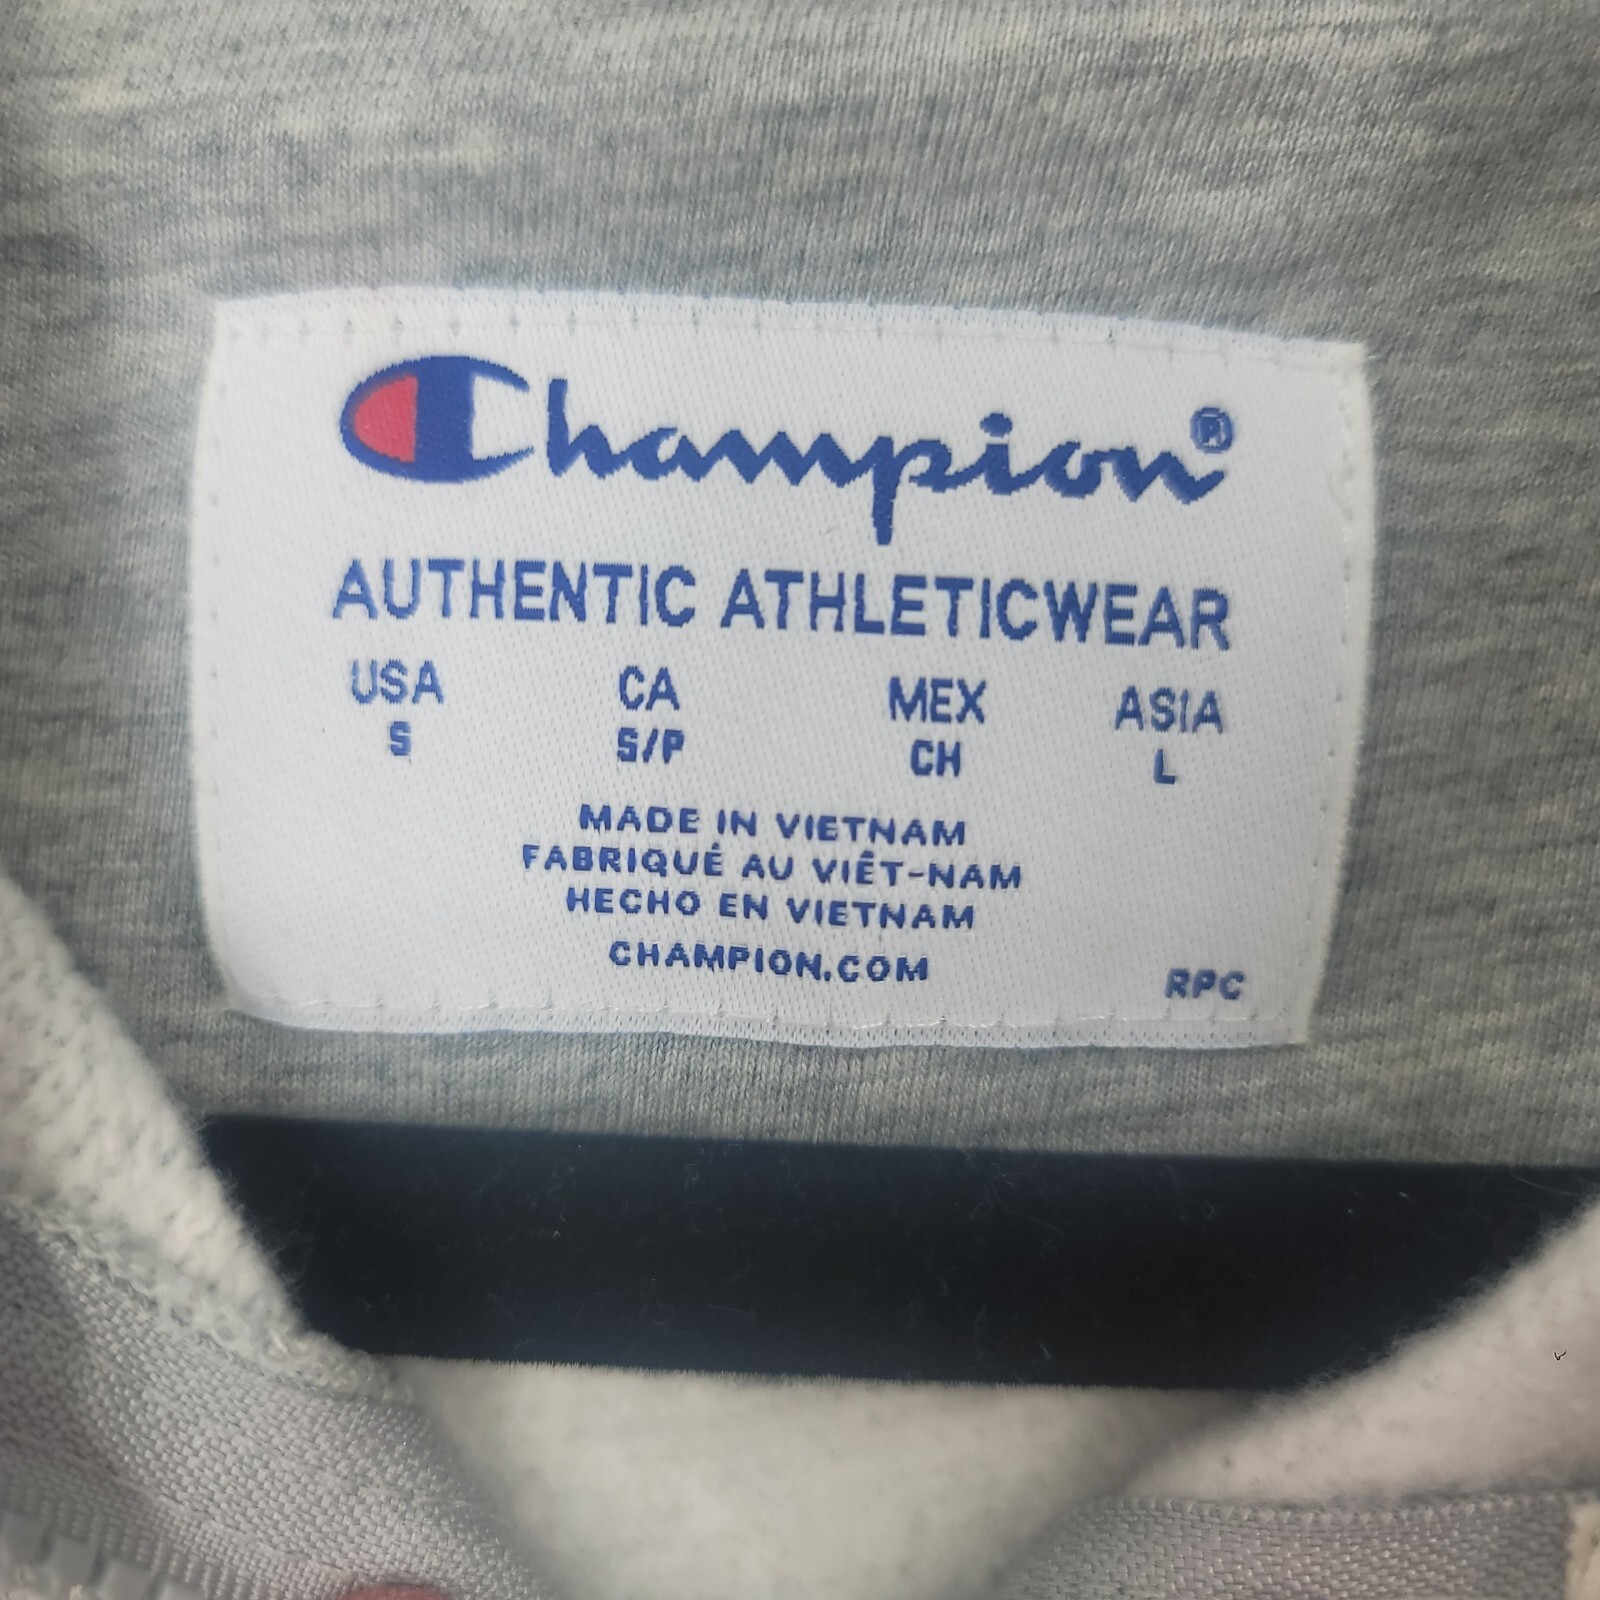 Champion®
AUTHENTIC ATHLETICWEAR
USA CA MEX ASIA
S S/P CH L
MADE IN VIETNAM
FABRIQUÉ AU VIÊT-NAM
HECHO EN VIETNAM
CHAMPION.COM
RPC